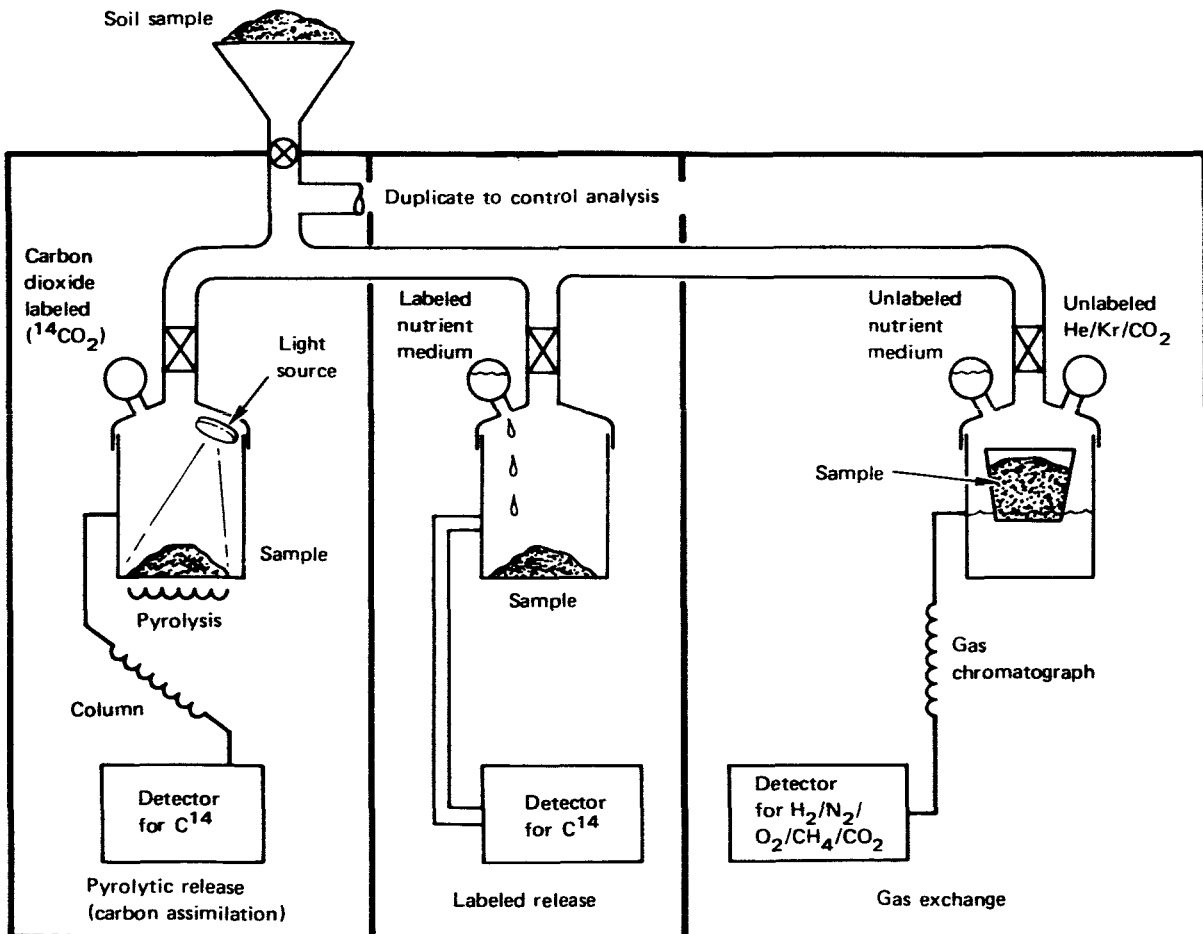 Soil sample
Duplicate to control analysis
Carbon
dioxide
labeled
(¹⁴CO₂)
Light
source
Sample
Pyrolysis
Column
Detector
for C¹⁴
Pyrolytic release
(carbon assimilation)
Labeled
nutrient
medium
Sample
Detector
for C¹⁴
Labeled release
Unlabeled
nutrient
medium
Unlabeled
He/Kr/CO₂
Sample
Gas
chromatograph
Detector
for H₂/N₂/
O₂/CH₄/CO₂
Gas exchange